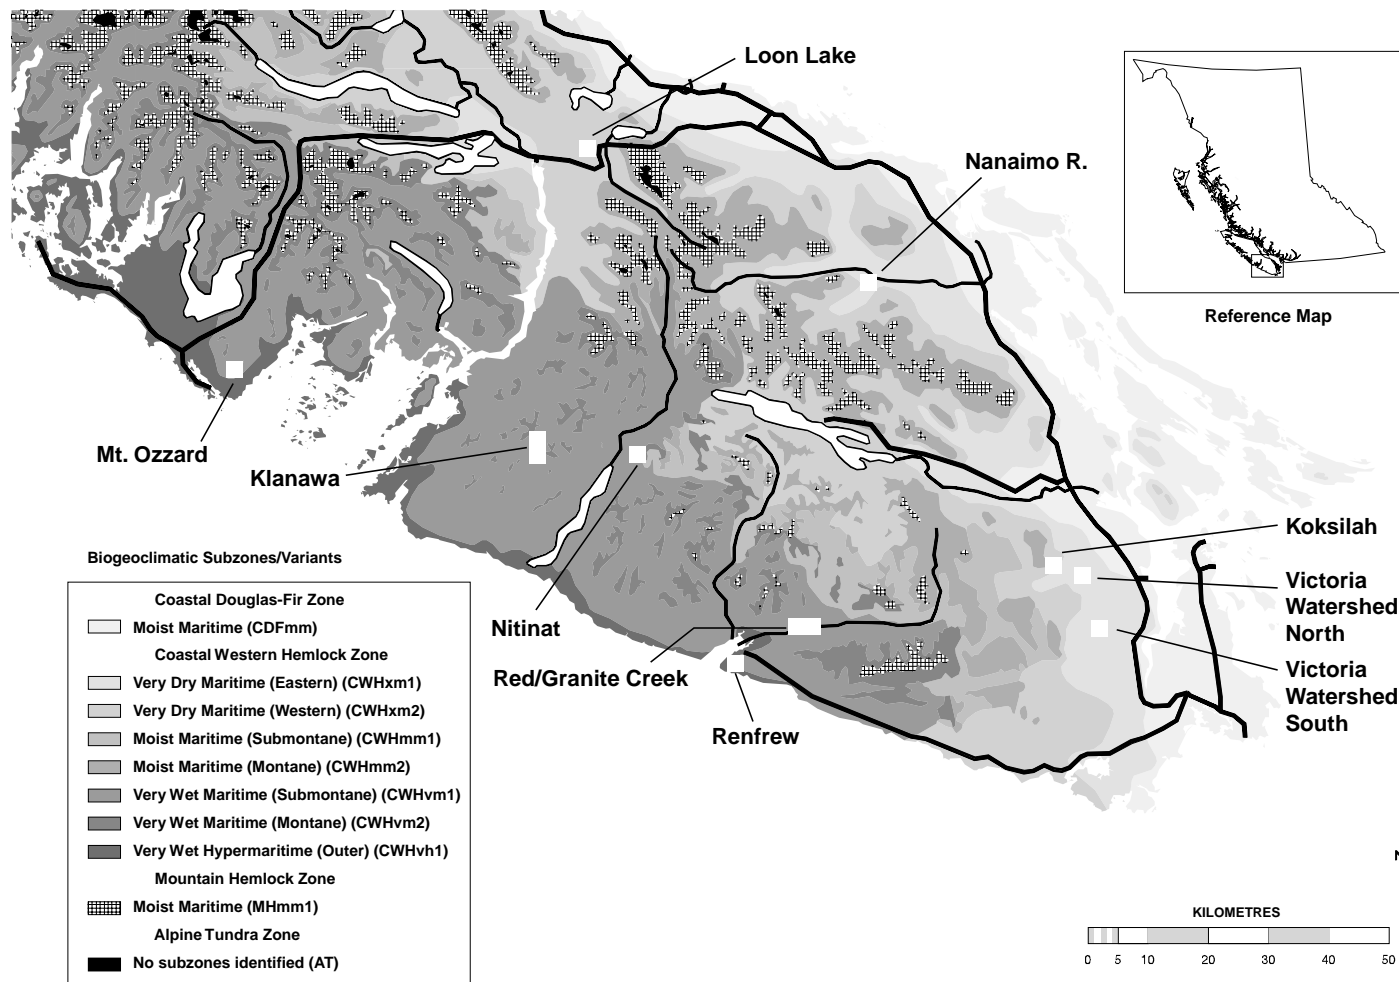 Loon Lake
Nanaimo R.
Reference Map
Mt. Ozzard
Klanawa
Koksilah
Victoria
Watershed
North
Nitinat
Red/Granite Creek
Victoria
Watershed
South
Renfrew
Biogeoclimatic Subzones/Variants
Coastal Douglas-Fir Zone
Moist Maritime (CDFmm)
Coastal Western Hemlock Zone
Very Dry Maritime (Eastern) (CWHxm1)
Very Dry Maritime (Western) (CWHxm2)
Moist Maritime (Submontane) (CWHmm1)
Moist Maritime (Montane) (CWHmm2)
Very Wet Maritime (Submontane) (CWHvm1)
Very Wet Maritime (Montane) (CWHvm2)
Very Wet Hypermaritime (Outer) (CWHvh1)
Mountain Hemlock Zone
Moist Maritime (MHmm1)
Alpine Tundra Zone
No subzones identified (AT)
KILOMETRES
0 5 10 20 30 40 50